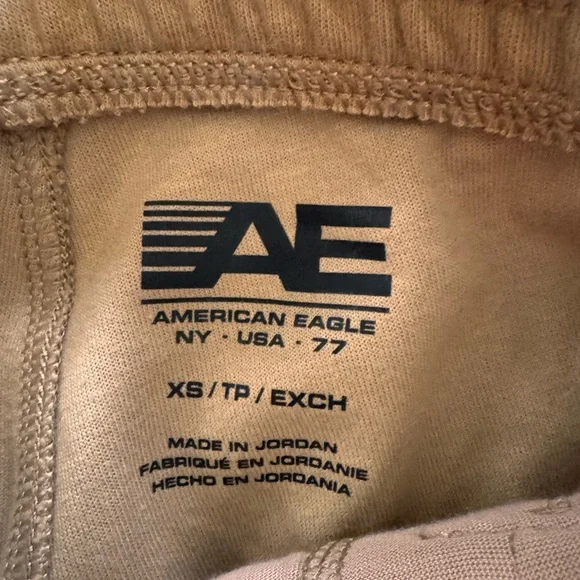 AE
AMERICAN EAGLE
NY · USA · 77
XS / TP / EXCH
MADE IN JORDAN
FABRIQUÉ EN JORDANIE
HECHO EN JORDANIA